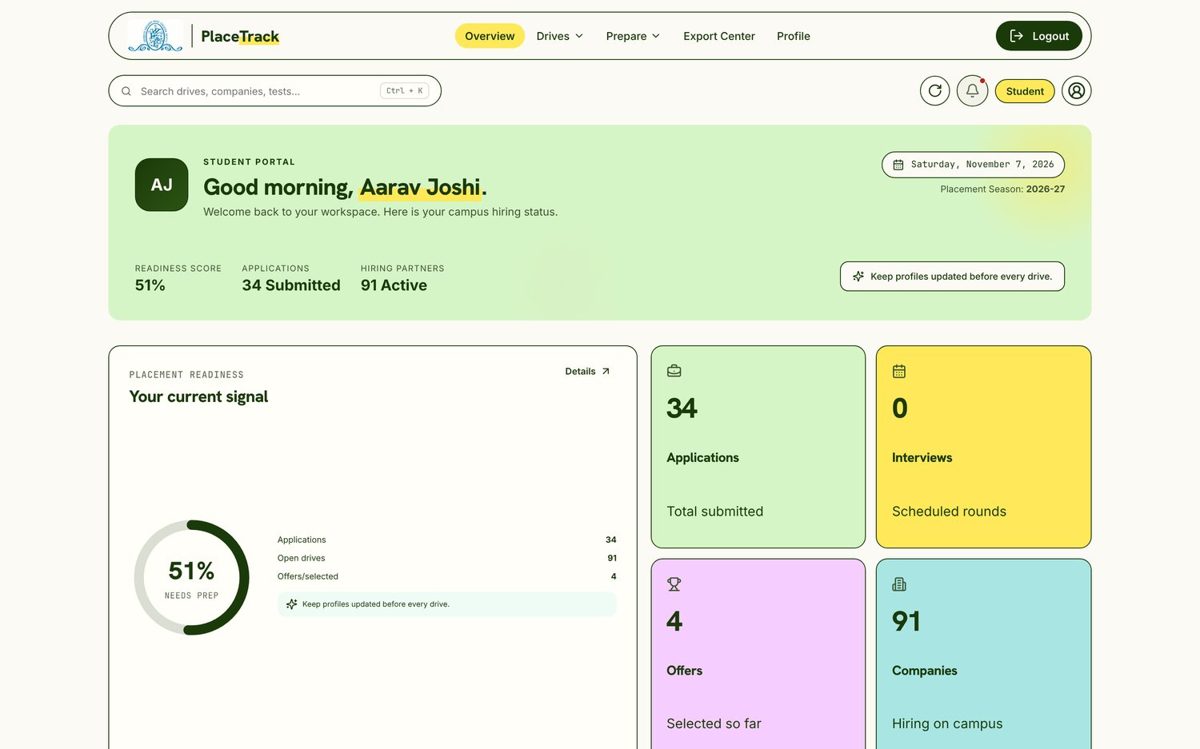 PlaceTrack
Overview
Drives
Prepare
Export Center
Profile
Logout
Search drives, companies, tests...
Ctrl + K
Student
AJ
STUDENT PORTAL
Good morning, Aarav Joshi.
Welcome back to your workspace. Here is your campus hiring status.
Saturday, November 7, 2026
Placement Season: 2026-27
READINESS SCORE
51%
APPLICATIONS
34 Submitted
HIRING PARTNERS
91 Active
Keep profiles updated before every drive.
PLACEMENT READINESS
Your current signal
Details
51%
NEEDS PREP
Applications 34
Open drives 91
Offers/selected 4
Keep profiles updated before every drive.
34
Applications
Total submitted
0
Interviews
Scheduled rounds
4
Offers
Selected so far
91
Companies
Hiring on campus